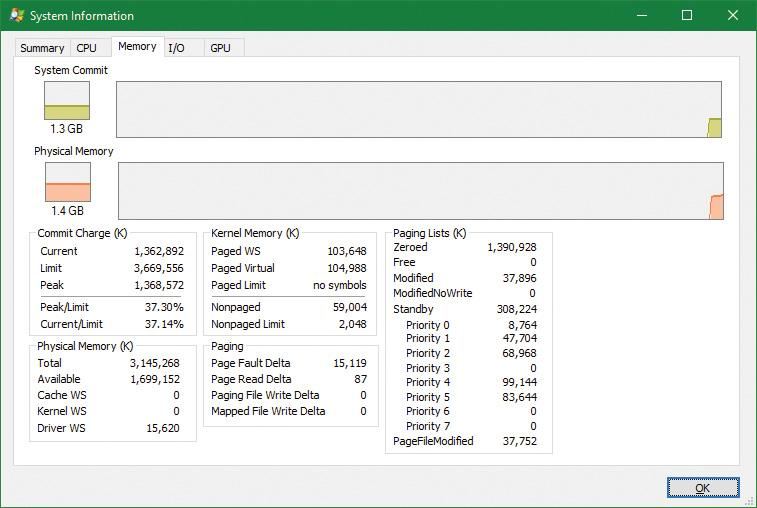 System Information
Summary CPU Memory I/O GPU
System Commit
1.3 GB
Physical Memory
1.4 GB
Commit Charge (K)
Current 1,362,892
Limit 3,669,556
Peak 1,368,572
Peak/Limit 37.30%
Current/Limit 37.14%
Physical Memory (K)
Total 3,145,268
Available 1,699,152
Cache WS 0
Kernel WS 0
Driver WS 15,620
Kernel Memory (K)
Paged WS 103,648
Paged Virtual 104,988
Paged Limit no symbols
Nonpaged 59,004
Nonpaged Limit 2,048
Paging
Page Fault Delta 15,119
Page Read Delta 87
Paging File Write Delta 0
Mapped File Write Delta 0
Paging Lists (K)
Zeroed 1,390,928
Free 0
Modified 37,896
ModifiedNoWrite 0
Standby 308,224
Priority 0 8,764
Priority 1 47,704
Priority 2 68,968
Priority 3 0
Priority 4 99,144
Priority 5 83,644
Priority 6 0
Priority 7 0
PageFileModified 37,752
OK